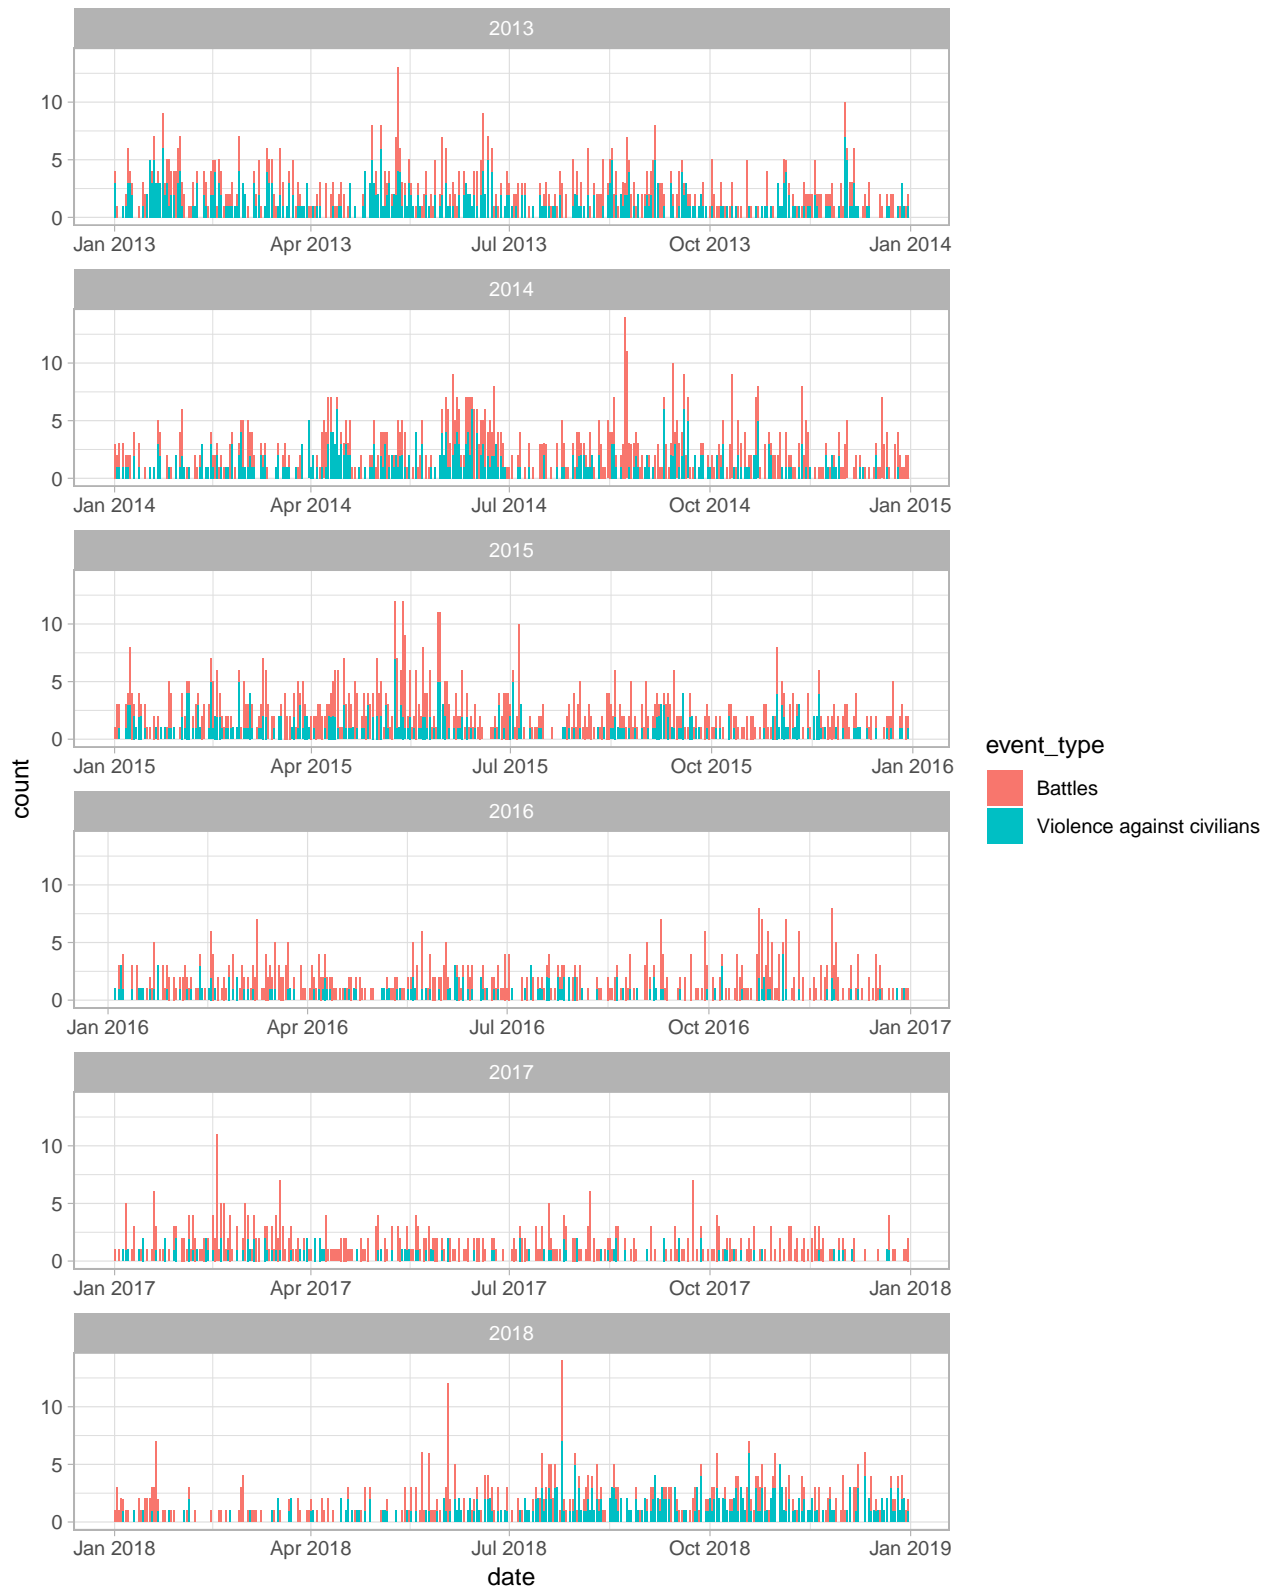 2013
10
5
0
Jan 2013 Apr 2013 Jul 2013 Oct 2013 Jan 2014
2014
10
5
0
Jan 2014 Apr 2014 Jul 2014 Oct 2014 Jan 2015
2015
10
5
0
Jan 2015 Apr 2015 Jul 2015 Oct 2015 Jan 2016
count
event_type
Battles
Violence against civilians
2016
10
5
0
Jan 2016 Apr 2016 Jul 2016 Oct 2016 Jan 2017
2017
10
5
0
Jan 2017 Apr 2017 Jul 2017 Oct 2017 Jan 2018
2018
10
5
0
Jan 2018 Apr 2018 Jul 2018 Oct 2018 Jan 2019
date